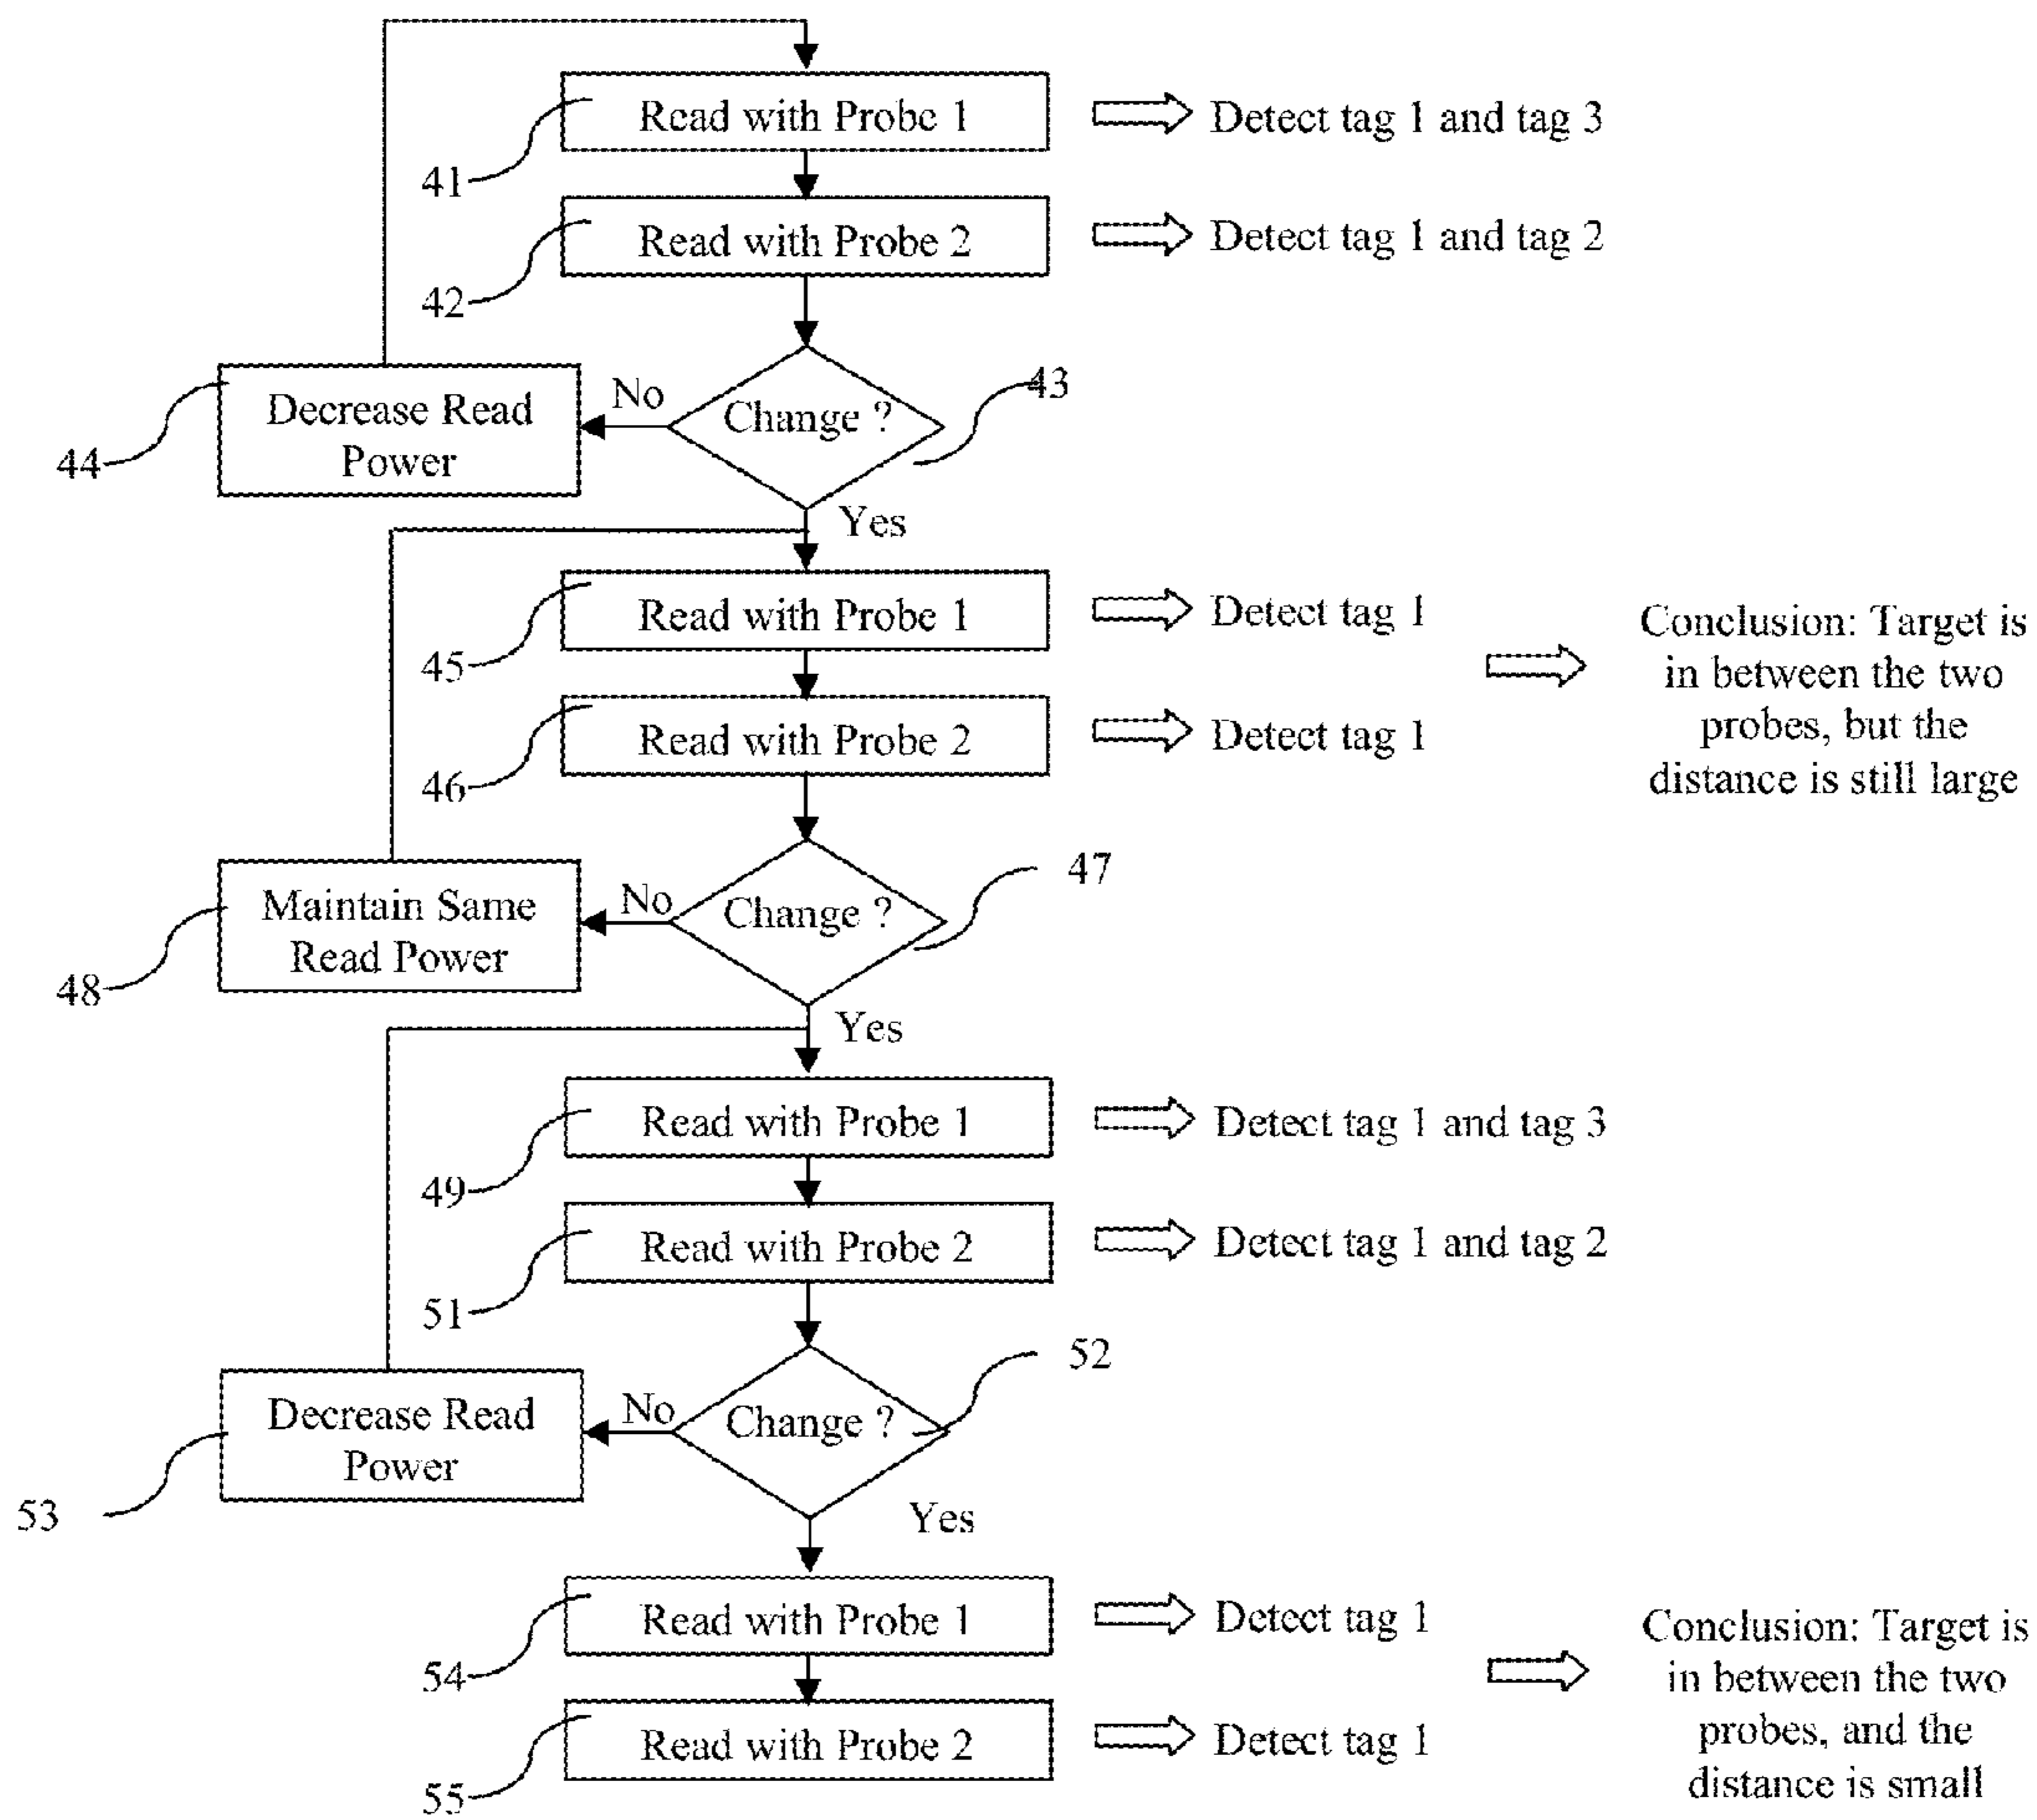 Read with Probe 1
Detect tag 1 and tag 3
41
Read with Probe 2
Detect tag 1 and tag 2
42
Change ?
43
No
Decrease Read
Power
44
Yes
Read with Probe 1
Detect tag 1
45
Read with Probe 2
Detect tag 1
46
Conclusion: Target is
in between the two
probes, but the
distance is still large
Change ?
47
No
Maintain Same
Read Power
48
Yes
Read with Probe 1
Detect tag 1 and tag 3
49
Read with Probe 2
Detect tag 1 and tag 2
51
Change ?
52
No
Decrease Read
Power
53
Yes
Read with Probe 1
Detect tag 1
54
Read with Probe 2
Detect tag 1
55
Conclusion: Target is
in between the two
probes, and the
distance is small